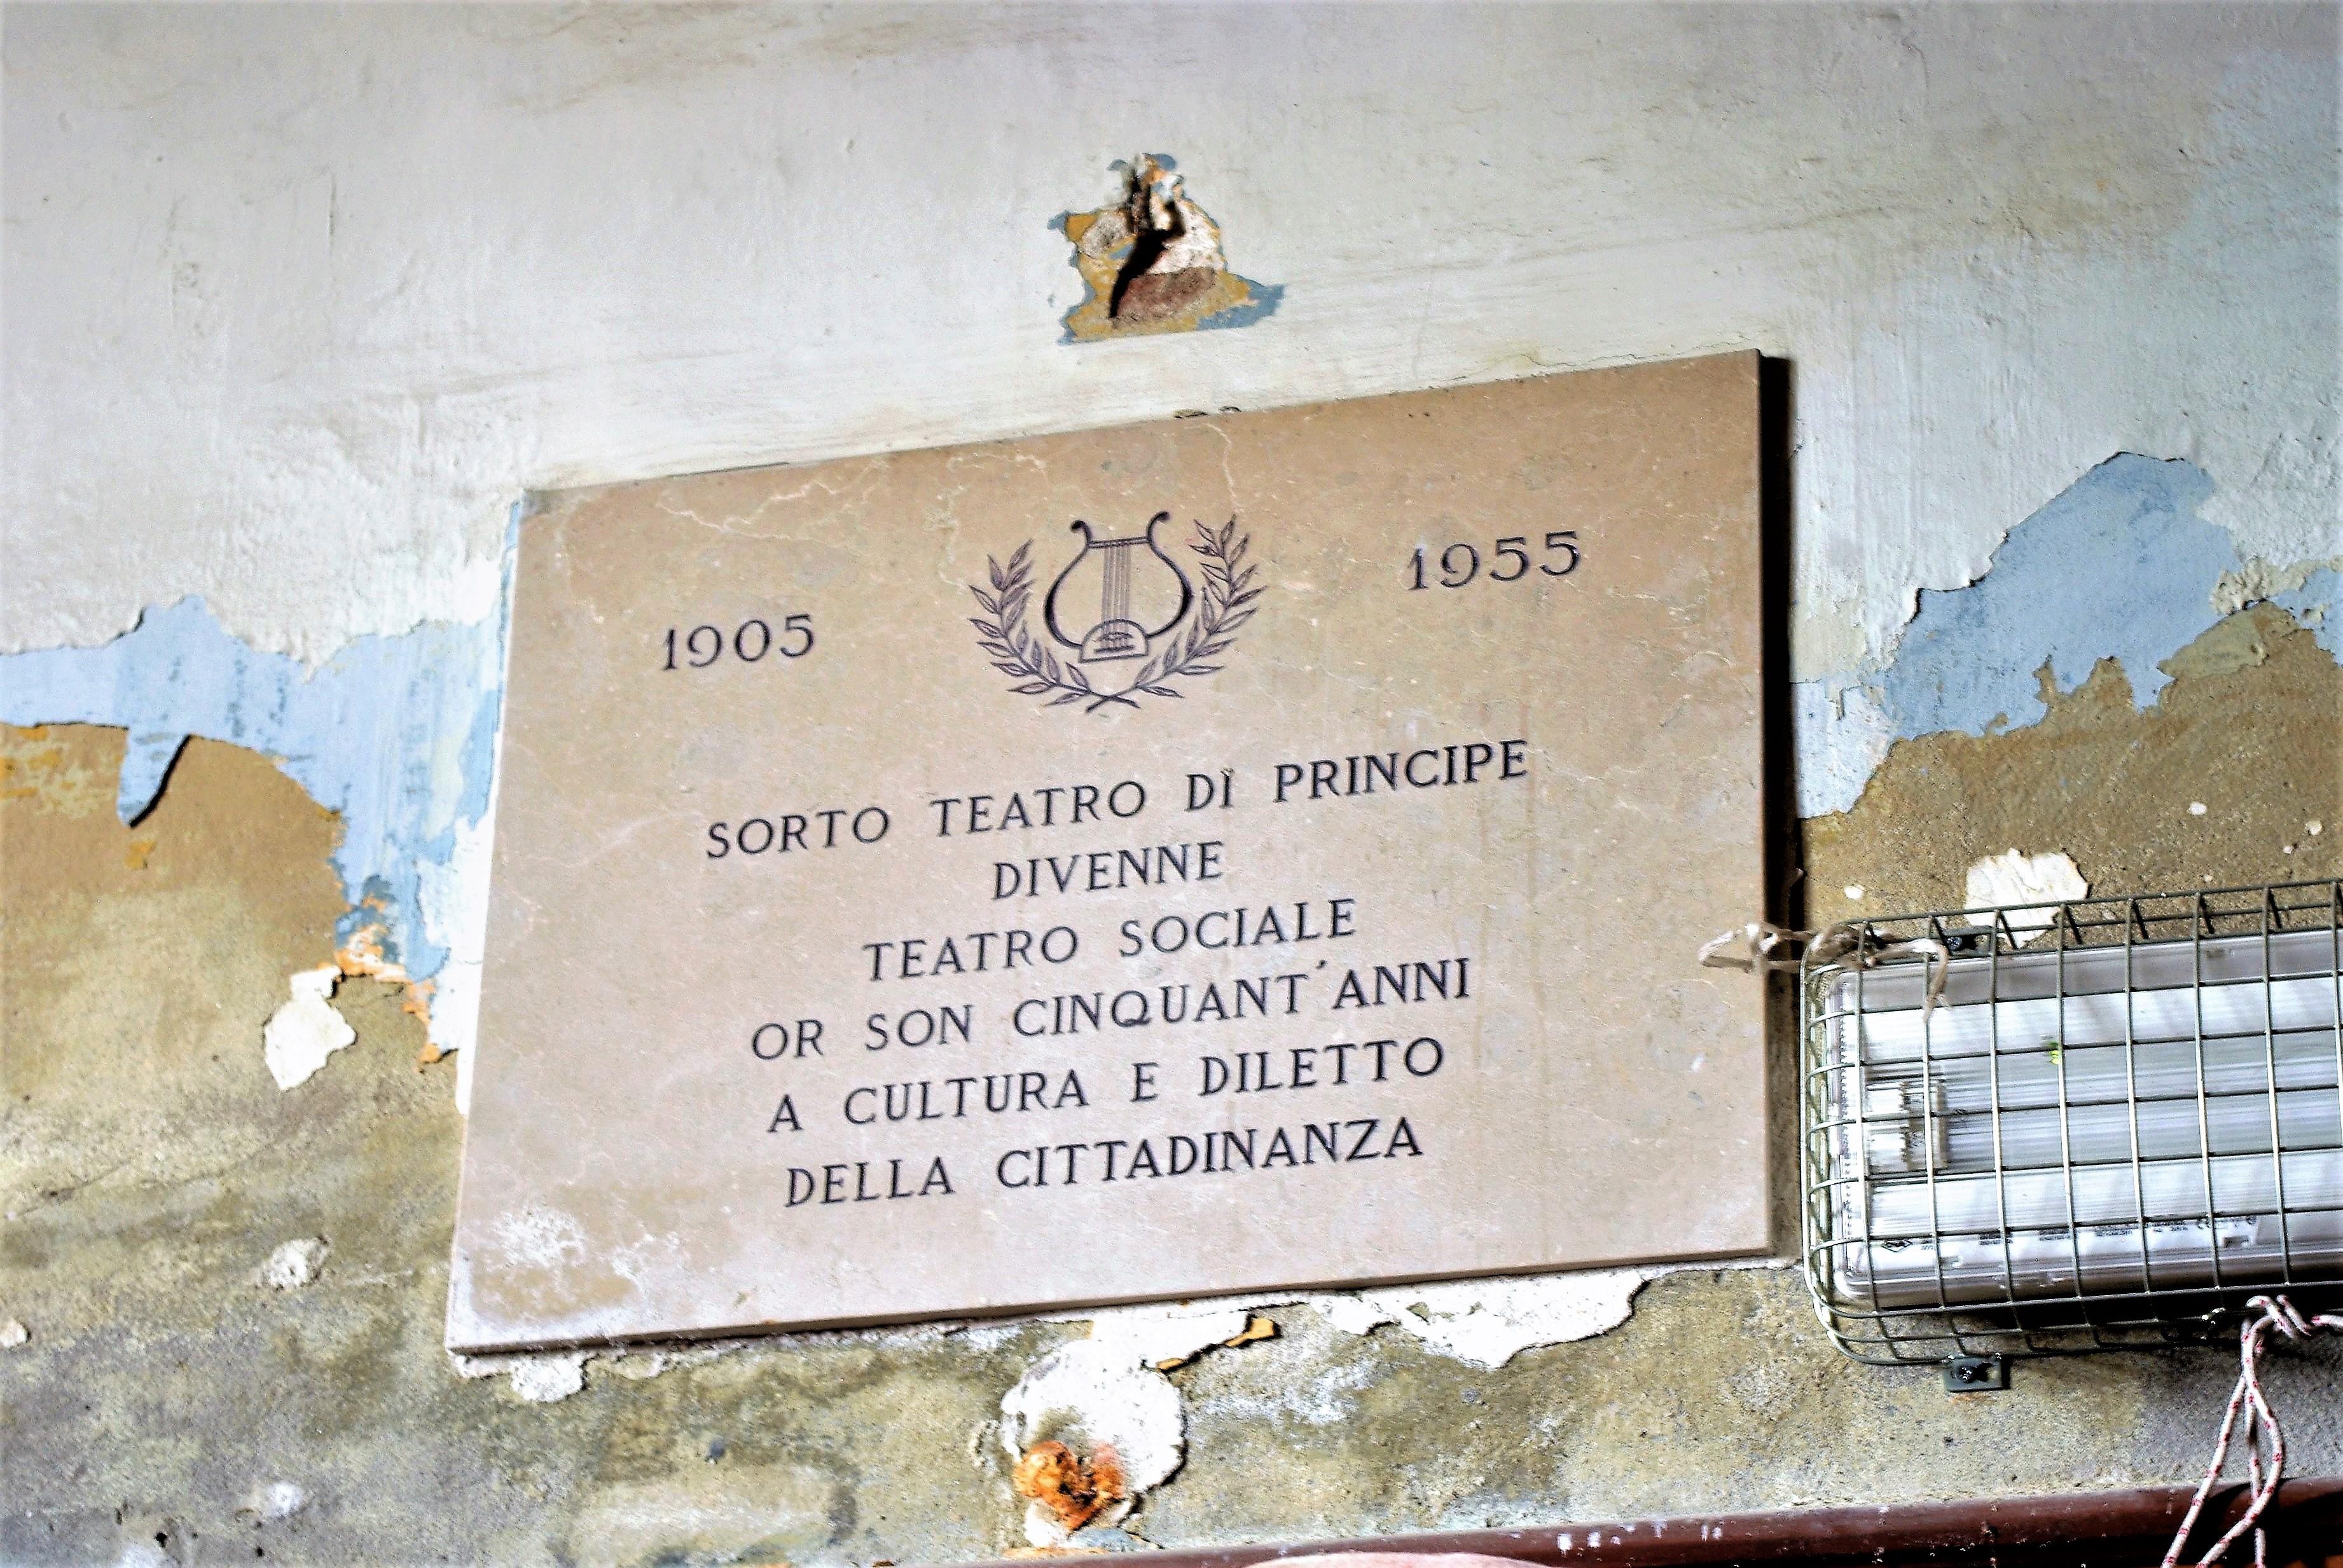 1905 1955
SORTO TEATRO DI PRINCIPE
DIVENNE
TEATRO SOCIALE
OR SON CINQUANT'ANNI
A CULTURA E DILETTO
DELLA CITTADINANZA